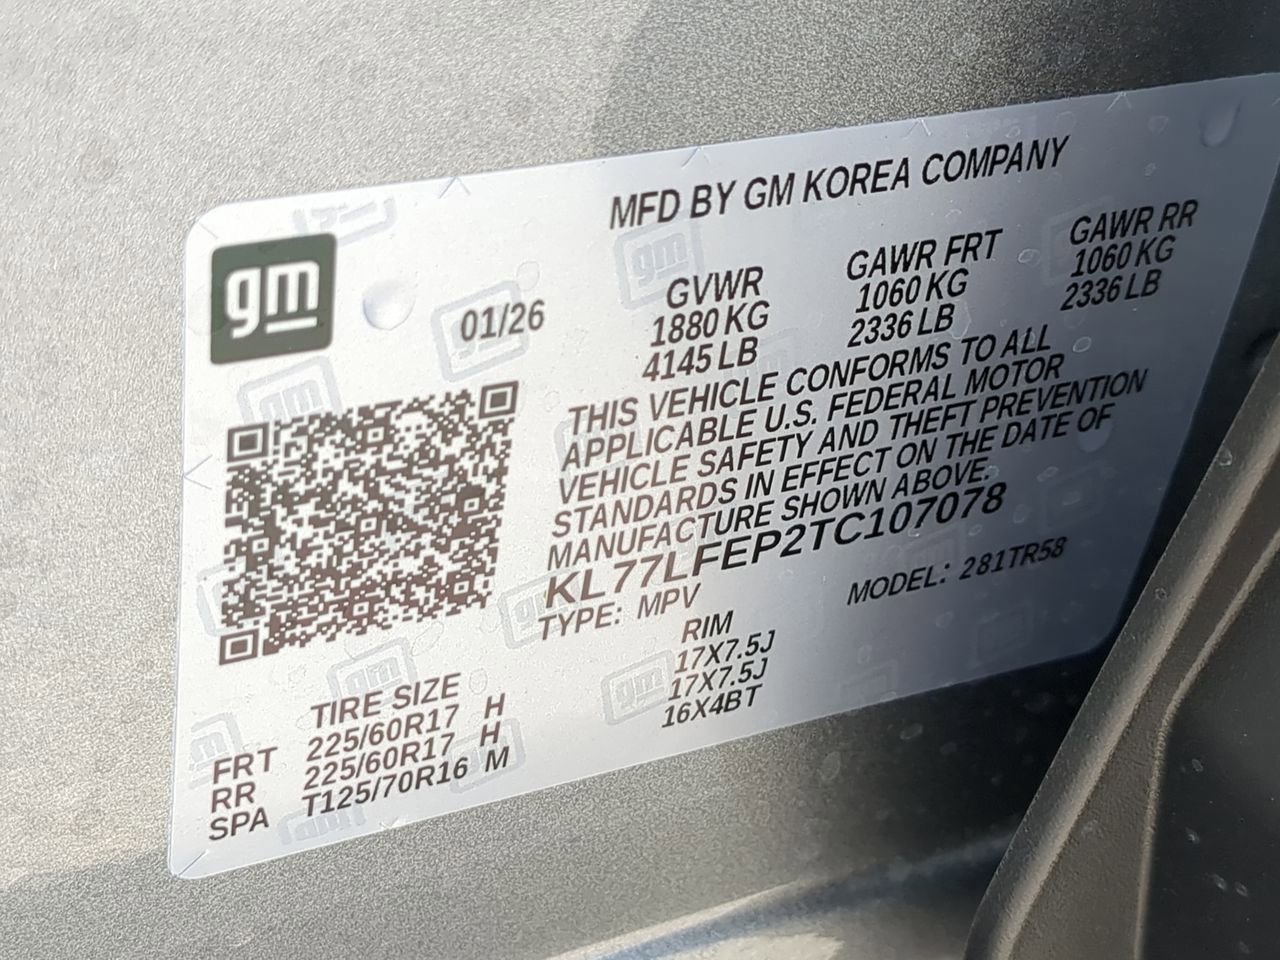 MFD BY GM KOREA COMPANY
gm
01/26
GVWR GAWR FRT GAWR RR
1880 KG 1060 KG 1060 KG
4145 LB 2336 LB 2336 LB
THIS VEHICLE CONFORMS TO ALL
APPLICABLE U.S. FEDERAL MOTOR
VEHICLE SAFETY AND THEFT PREVENTION
STANDARDS IN EFFECT ON THE DATE OF
MANUFACTURE SHOWN ABOVE.
KL77LFEP2TC107078
TYPE: MPV MODEL: 281TR58
TIRE SIZE RIM
FRT 225/60R17 H 17X7.5J
RR 225/60R17 H 17X7.5J
SPA T125/70R16 M 16X4BT